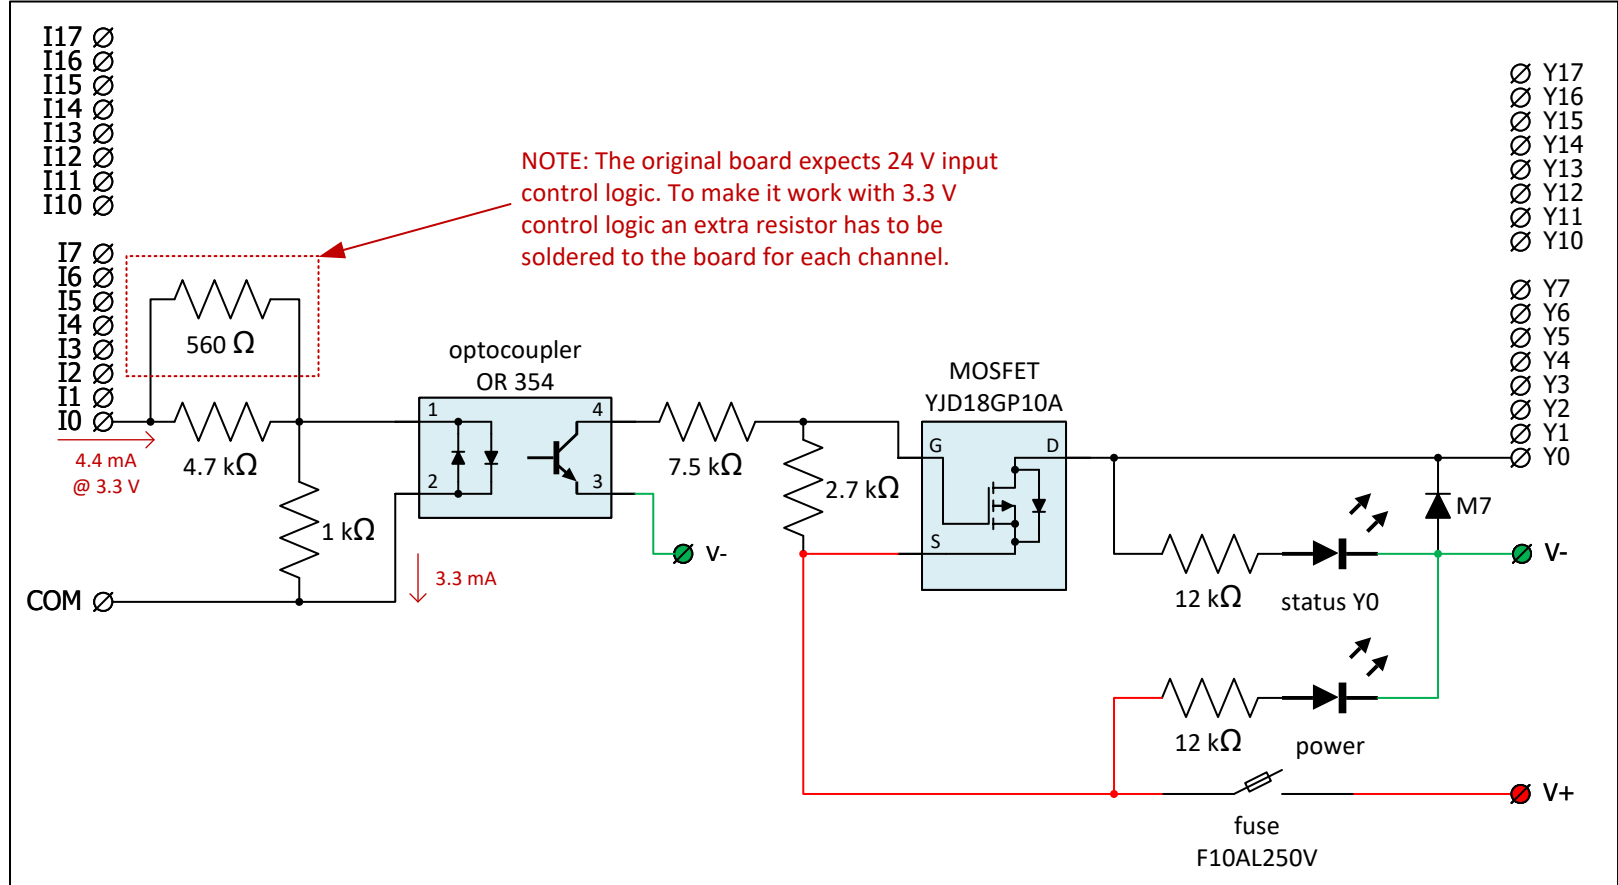 I17
I16
I15
I14
I13
I12
I11
I10
I7
I6
I5
I4
I3
I2
I1
I0
COM
NOTE: The original board expects 24 V input
control logic. To make it work with 3.3 V
control logic an extra resistor has to be
soldered to the board for each channel.
560 Ω
4.7 kΩ
4.4 mA
@ 3.3 V
1 kΩ
3.3 mA
optocoupler
OR 354
1
2
4
3
V-
7.5 kΩ
2.7 kΩ
MOSFET
YJD18GP10A
G
D
S
12 kΩ
status Y0
M7
12 kΩ
power
fuse
F10AL250V
Y17
Y16
Y15
Y14
Y13
Y12
Y11
Y10
Y7
Y6
Y5
Y4
Y3
Y2
Y1
Y0
V-
V+